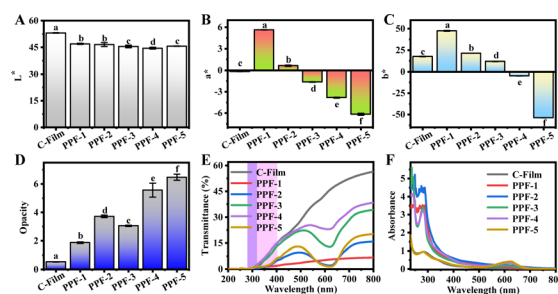 A
L*
60
45
30
15
0
a
b
b
c
d
c
C-Film
PPF-1
PPF-2
PPF-3
PPF-4
PPF-5
B
a*
6
3
0
-3
-6
c
a
b
d
e
f
C-Film
PPF-1
PPF-2
PPF-3
PPF-4
PPF-5
C
b*
50
25
0
-25
-50
c
a
b
d
e
f
C-Film
PPF-1
PPF-2
PPF-3
PPF-4
PPF-5
D
Opacity
6
4
2
0
a
b
d
c
e
f
C-Film
PPF-1
PPF-2
PPF-3
PPF-4
PPF-5
E
Transmittance (%)
60
50
40
30
20
10
0
C-Film
PPF-1
PPF-2
PPF-3
PPF-4
PPF-5
200 300 400 500 600 700 800
Wavelength (nm)
F
Absorbance
5
4
3
2
1
0
C-Film
PPF-1
PPF-2
PPF-3
PPF-4
PPF-5
300 400 500 600 700 800
Wavelength (nm)